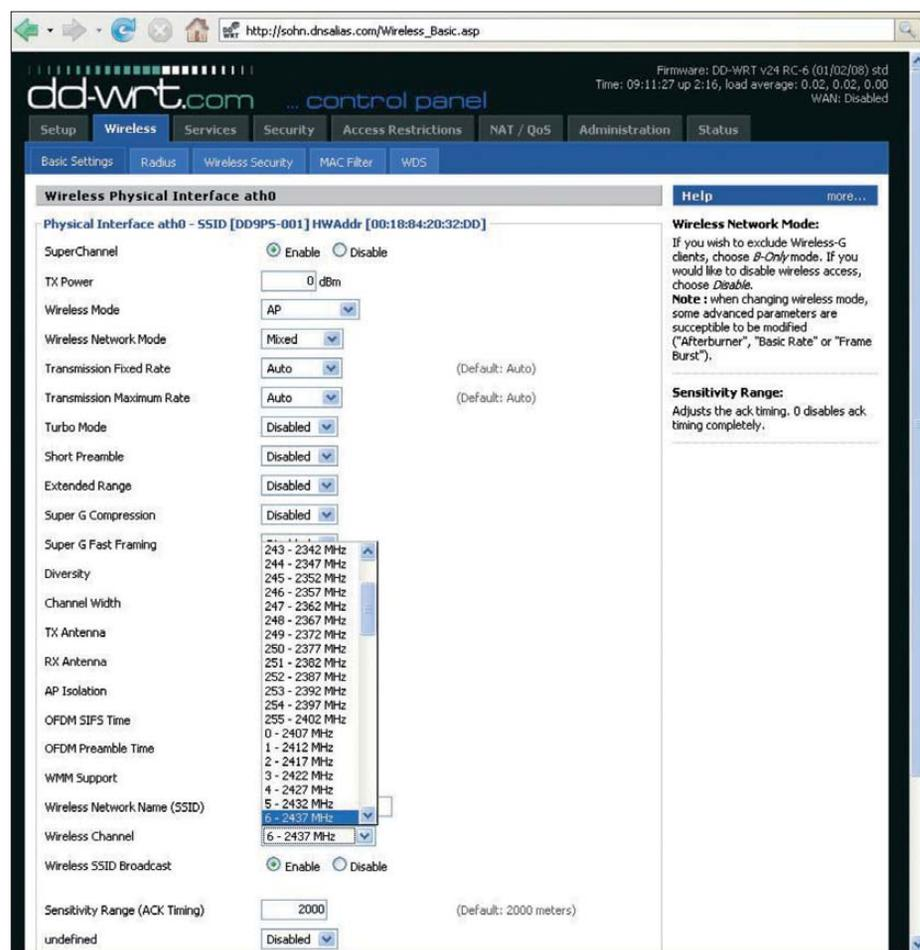 http://sohn.dnsalias.com/Wireless_Basic.asp
dd-wrt.com ... control panel
Firmware: DD-WRT v24 RC-6 (01/02/08) std
Time: 09:11:27 up 2:16, load average: 0.02, 0.02, 0.00
WAN: Disabled
Setup Wireless Services Security Access Restrictions NAT / QoS Administration Status
Basic Settings Radius Wireless Security MAC Filter WDS
Wireless Physical Interface ath0
Physical Interface ath0 - SSID [DD9PS-001] HWAddr [00:18:84:20:32:DD]
SuperChannel Enable Disable
TX Power 0 dBm
Wireless Mode AP
Wireless Network Mode Mixed
Transmission Fixed Rate Auto (Default: Auto)
Transmission Maximum Rate Auto (Default: Auto)
Turbo Mode Disabled
Short Preamble Disabled
Extended Range Disabled
Super G Compression Disabled
Super G Fast Framing
Diversity
Channel Width
TX Antenna
RX Antenna
AP Isolation
OFDM SIFS Time
OFDM Preamble Time
WMM Support
Wireless Network Name (SSID)
243 - 2342 MHz
244 - 2347 MHz
245 - 2352 MHz
246 - 2357 MHz
247 - 2362 MHz
248 - 2367 MHz
249 - 2372 MHz
250 - 2377 MHz
251 - 2382 MHz
252 - 2387 MHz
253 - 2392 MHz
254 - 2397 MHz
255 - 2402 MHz
0 - 2407 MHz
1 - 2412 MHz
2 - 2417 MHz
3 - 2422 MHz
4 - 2427 MHz
5 - 2432 MHz
6 - 2437 MHz
Wireless Channel 6 - 2437 MHz
Wireless SSID Broadcast Enable Disable
Sensitivity Range (ACK Timing) 2000 (Default: 2000 meters)
undefined Disabled
Help more...
Wireless Network Mode:
If you wish to exclude Wireless-G
clients, choose B-Only mode. If you
would like to disable wireless access,
choose Disable.
Note : when changing wireless mode,
some advanced parameters are
succeptible to be modified
("Afterburner", "Basic Rate" or "Frame
Burst").
Sensitivity Range:
Adjusts the ack timing. 0 disables ack
timing completely.